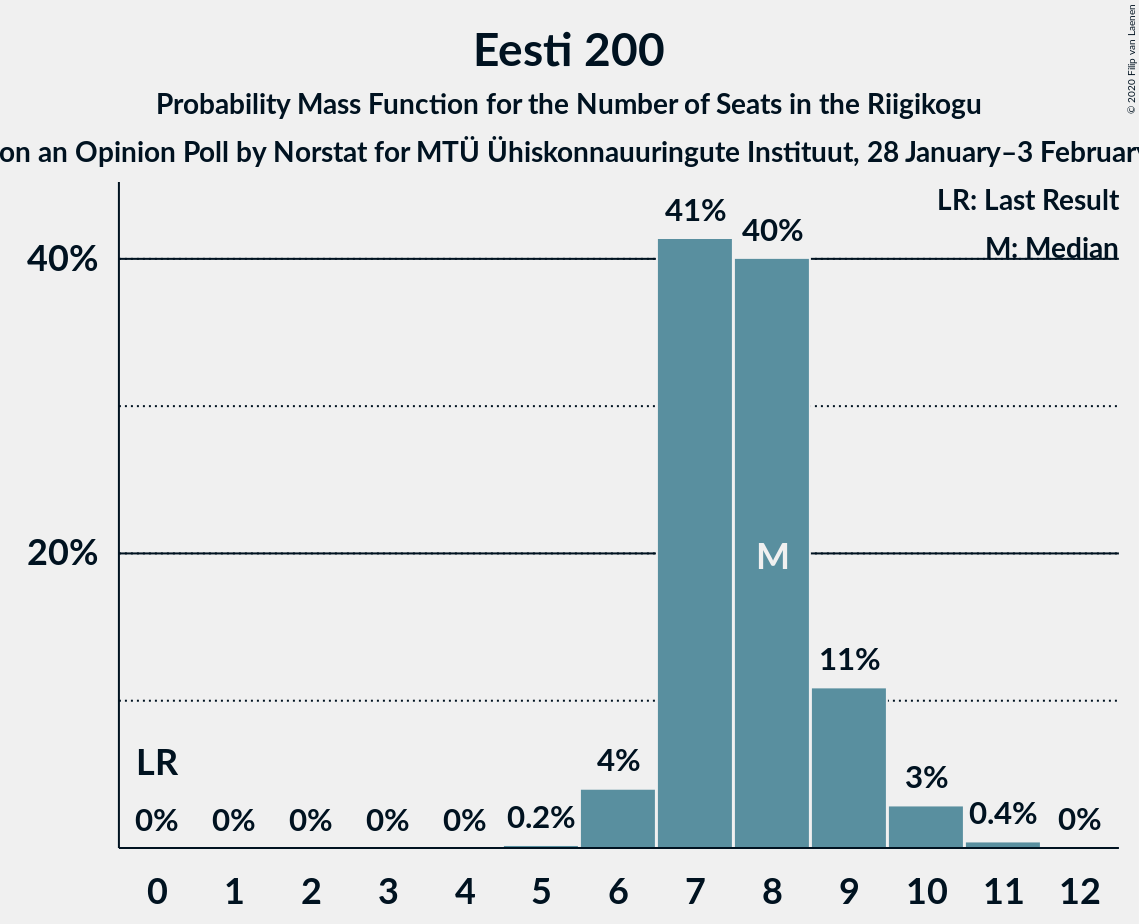 Eesti 200
Probability Mass Function for the Number of Seats in the Riigikogu
on an Opinion Poll by Norstat for MTÜ Ühiskonnauuringute Instituut, 28 January–3 February
© 2020 Filip van Laenen
LR: Last Result
M: Median
40%
20%
41%
40%
M
11%
LR
4%
3%
0%
0%
0%
0%
0%
0.2%
0.4%
0%
0 1 2 3 4 5 6 7 8 9 10 11 12